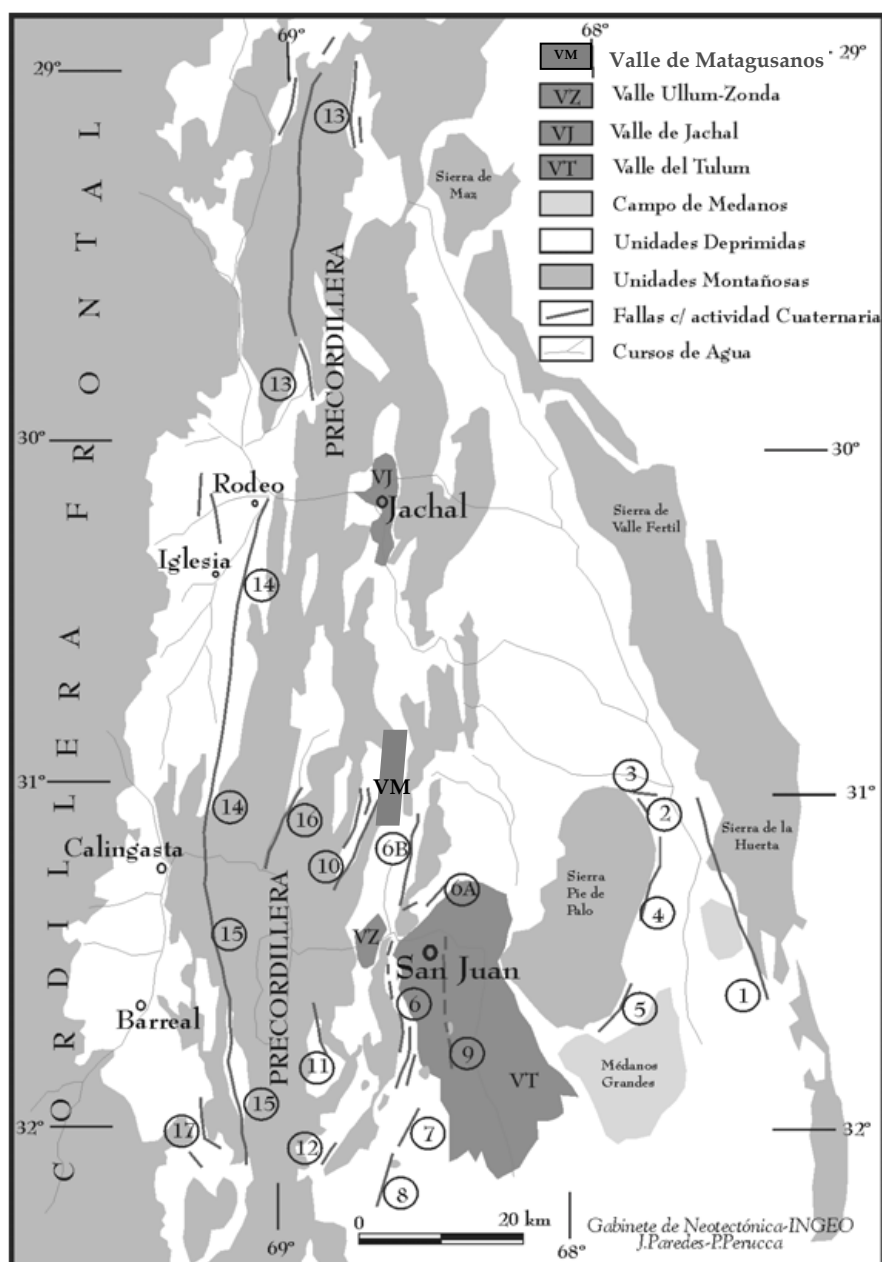 69°
68°
29°
29°
VM Valle de Matagusanos
VZ Valle Ullum-Zonda
VJ Valle de Jachal
VT Valle del Tulum
Campo de Medanos
Unidades Deprimidas
Unidades Montañosas
Fallas c/ actividad Cuaternaria
Cursos de Agua
13
Sierra de
Maz
CORDILLERA FRONTAL
PRECORDILLERA
13
30°
30°
Rodeo
VJ
Jachal
Sierra de
Valle Fertil
Iglesia
14
31°
31°
VM
3
14
16
2
Calingasta
10
6B
Sierra de la
Huerta
6A
Sierra
Pie de
Palo
4
15
VZ
San Juan
PRECORDILLERA
Barreal
6
5
1
11
9
Médanos
Grandes
VT
15
32°
32°
17
12
7
8
0 20 km
69°
68°
Gabinete de Neotectónica-INGEO
J.Paredes-P.Perucca